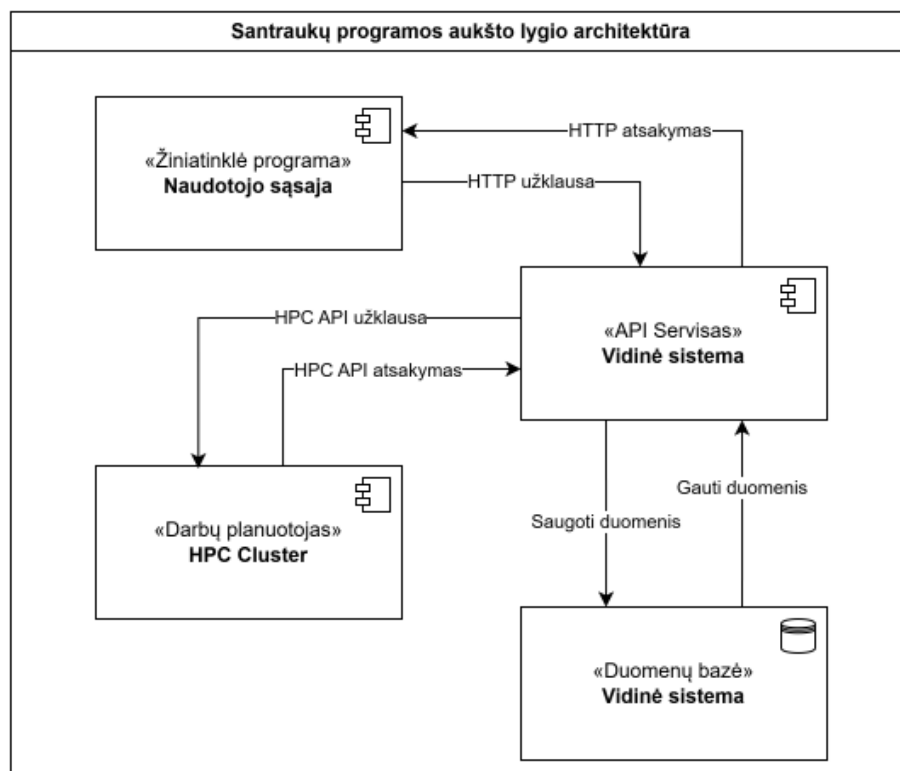 Santraukų programos aukšto lygio architektūra
HTTP atsakymas
«Žiniatinklė programa»
Naudotojo sąsaja
HTTP užklausa
HPC API užklausa
«API Servisas»
Vidinė sistema
HPC API atsakymas
Gauti duomenis
Saugoti duomenis
«Darbų planuotojas»
HPC Cluster
«Duomenų bazė»
Vidinė sistema